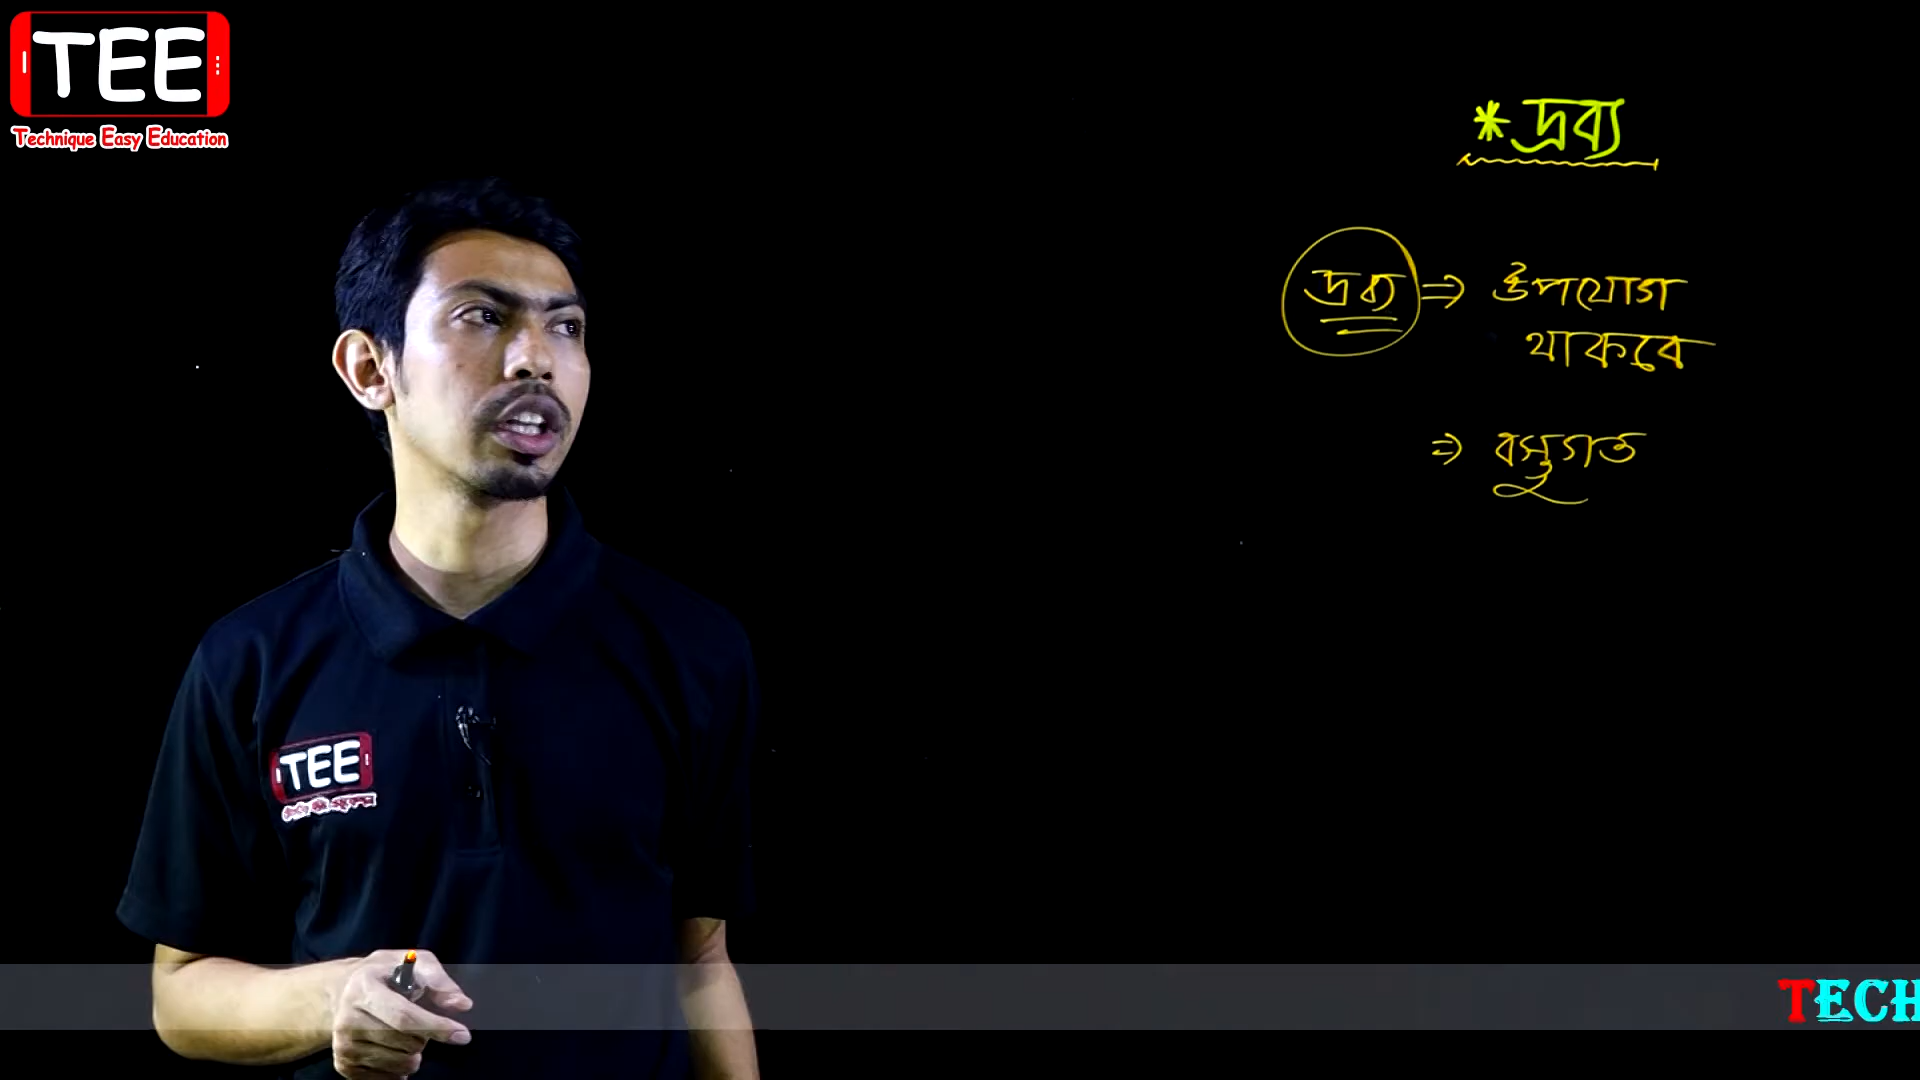 TEE
Technique Easy Education
* দ্রব্য
দ্রব্য ⇒ উপযোগ
থাকবে
⇒ বস্তুগত
TEE
TECH